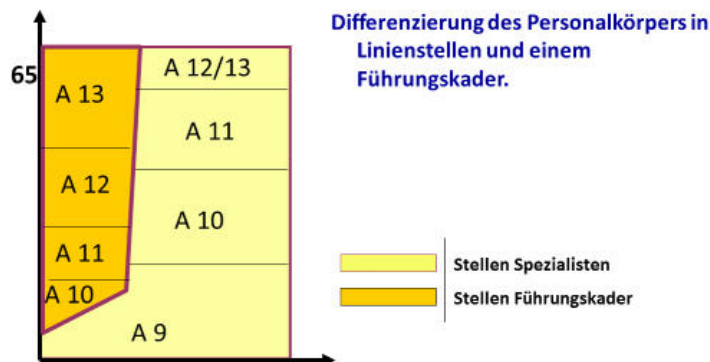 Differenzierung des Personalkörpers in
Linienstellen und einem
Führungskader.
65
A 13
A 12/13
A 11
A 12
A 10
A 11
A 10
A 9
Stellen Spezialisten
Stellen Führungskader